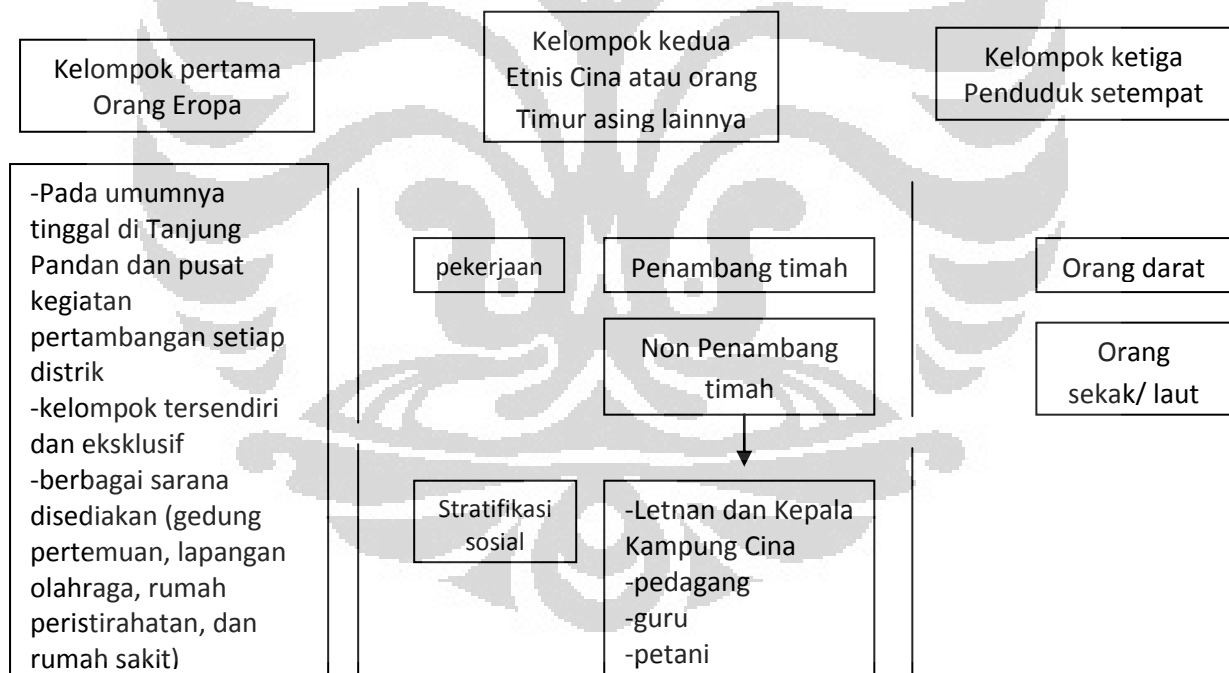 Kelompok pertama
Orang Eropa
Kelompok kedua
Etnis Cina atau orang
Timur asing lainnya
Kelompok ketiga
Penduduk setempat
-Pada umumnya
tinggal di Tanjung
Pandan dan pusat
kegiatan
pertambangan setiap
distrik
-kelompok tersendiri
dan eksklusif
-berbagai sarana
disediakan (gedung
pertemuan, lapangan
olahraga, rumah
peristirahatan, dan
rumah sakit)
pekerjaan
Penambang timah
Non Penambang
timah
Stratifikasi
sosial
-Letnan dan Kepala
Kampung Cina
-pedagang
-guru
-petani
Orang darat
Orang
sekak/ laut